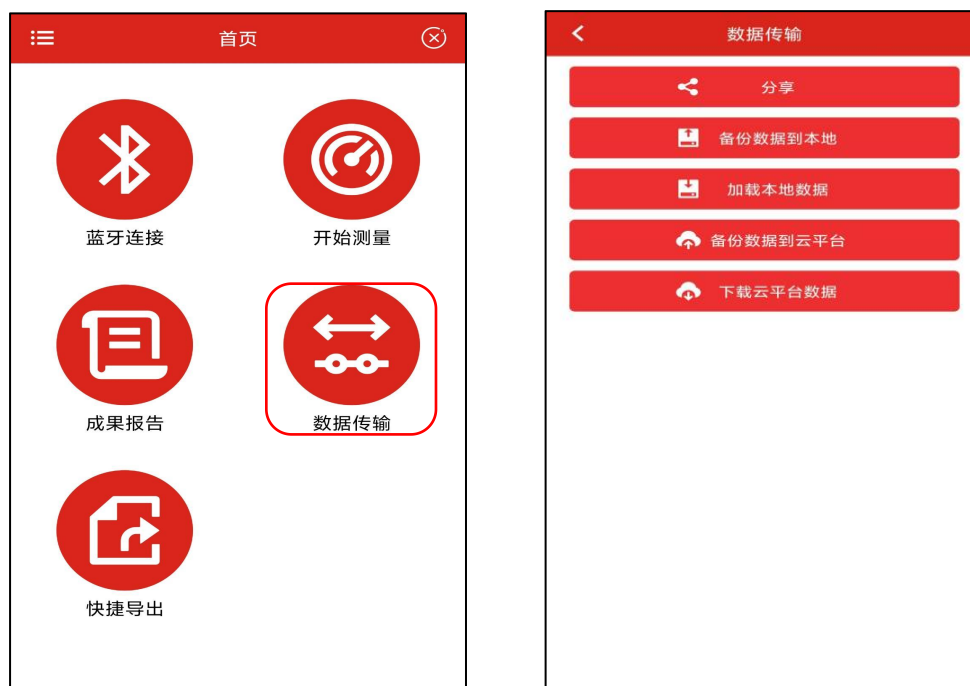 首页
蓝牙连接
开始测量
成果报告
数据传输
快捷导出
数据传输
分享
备份数据到本地
加载本地数据
备份数据到云平台
下载云平台数据